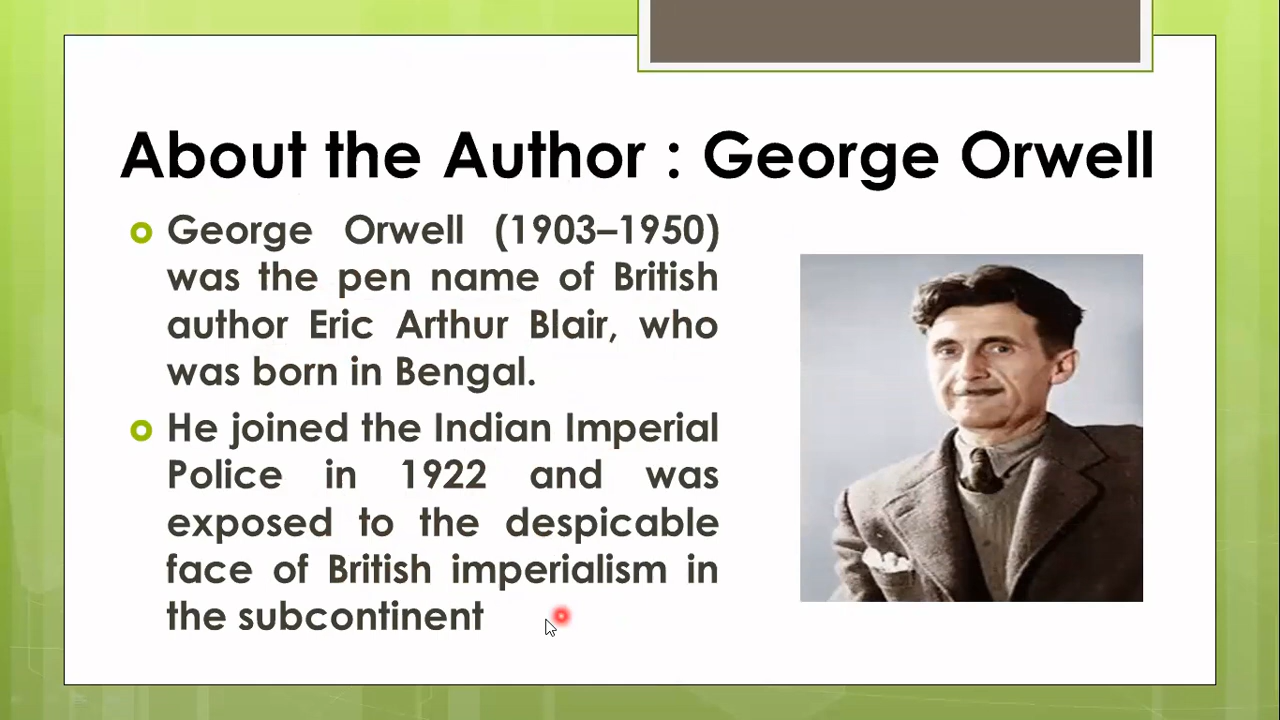 About the Author : George Orwell
George Orwell (1903–1950)
was the pen name of British
author Eric Arthur Blair, who
was born in Bengal.
He joined the Indian Imperial
Police in 1922 and was
exposed to the despicable
face of British imperialism in
the subcontinent